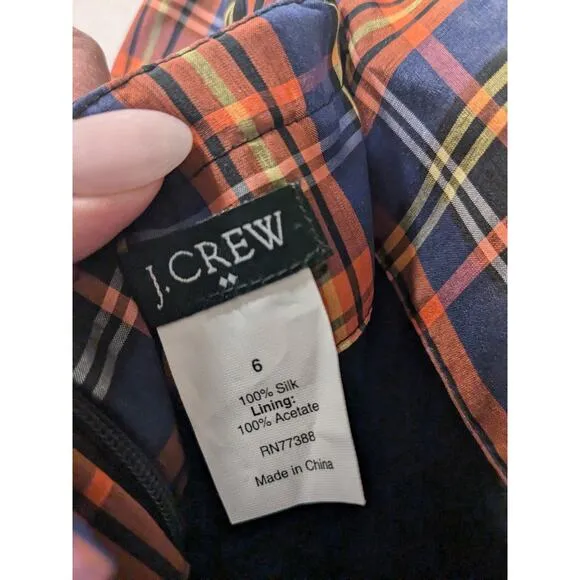 J.CREW
6
100% Silk
Lining:
100% Acetate
RN77388
Made in China